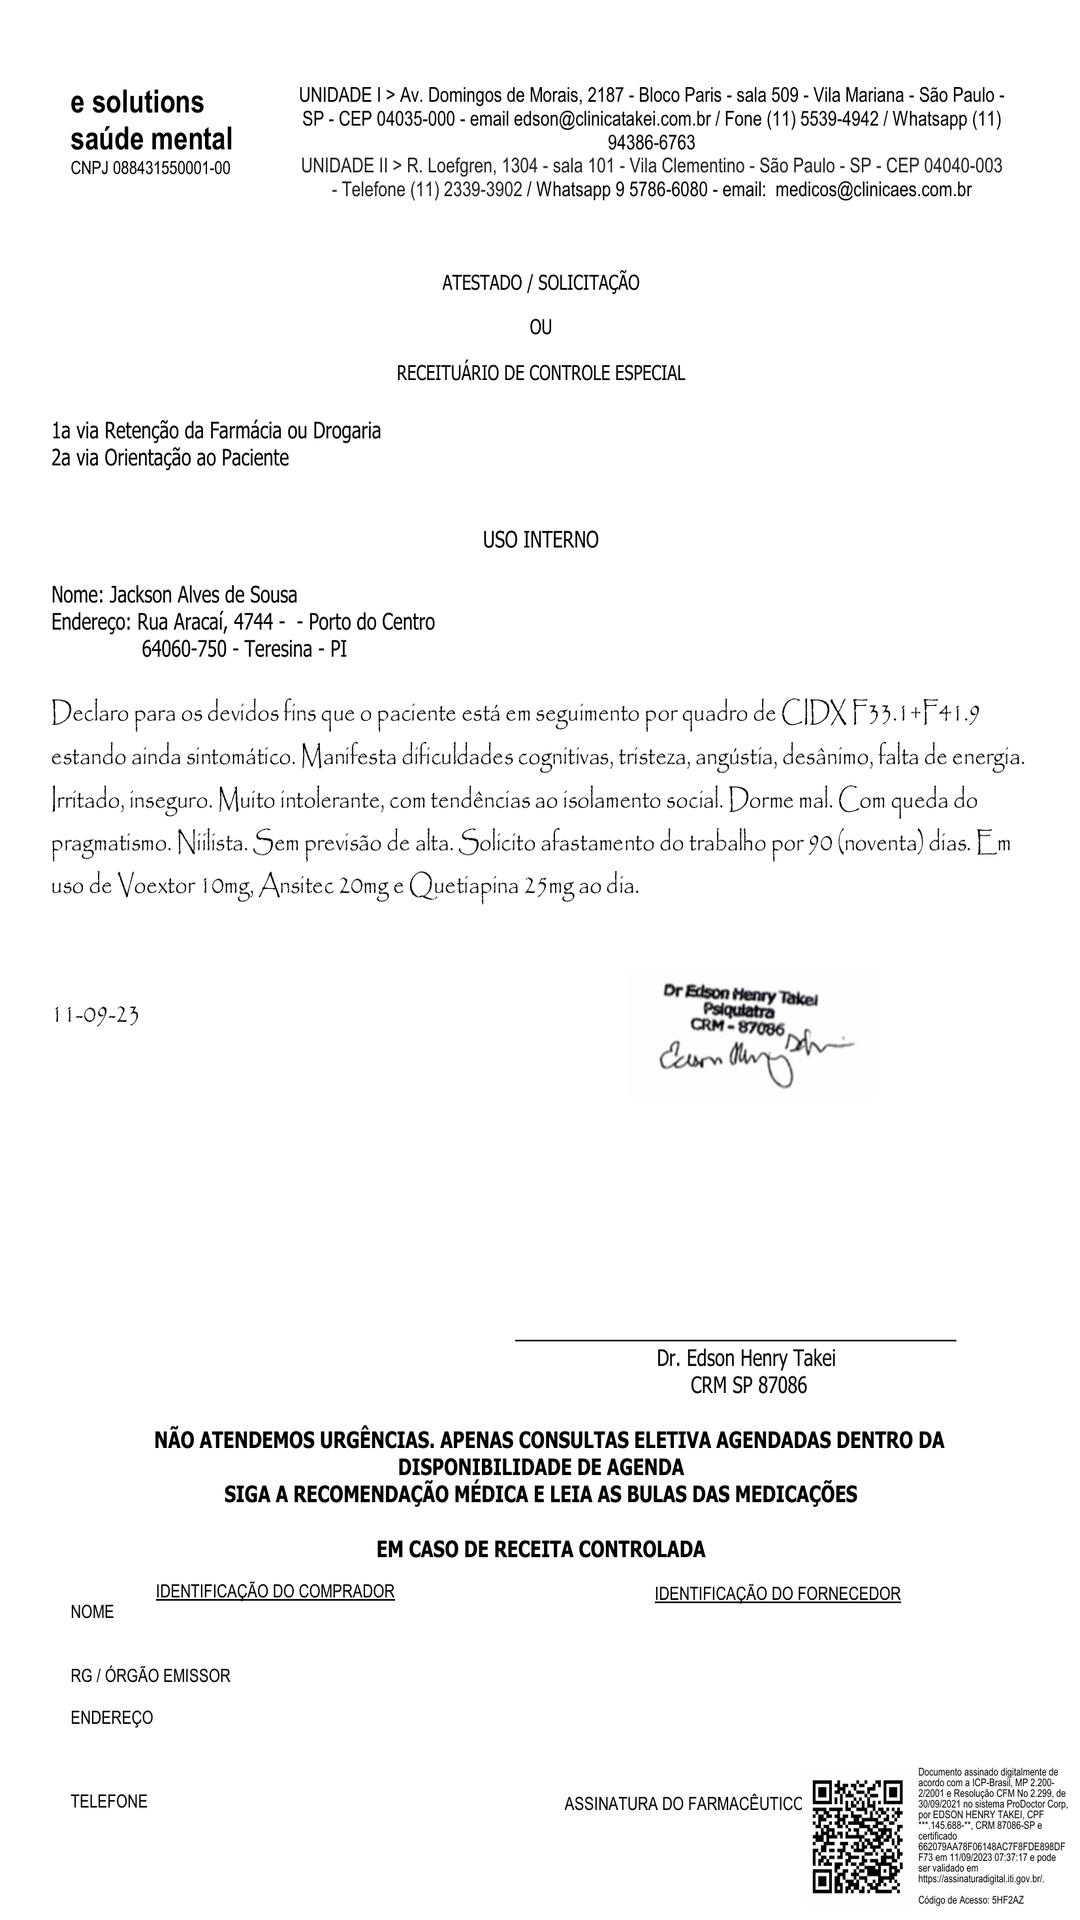 e solutions
saúde mental
CNPJ 088431550001-00
UNIDADE I > Av. Domingos de Morais, 2187 - Bloco Paris - sala 509 - Vila Mariana - São Paulo -
SP - CEP 04035-000 - email edson@clinicatakei.com.br / Fone (11) 5539-4942 / Whatsapp (11)
94386-6763
UNIDADE II > R. Loefgren, 1304 - sala 101 - Vila Clementino - São Paulo - SP - CEP 04040-003
- Telefone (11) 2339-3902 / Whatsapp 9 5786-6080 - email: medicos@clinicaes.com.br
ATESTADO / SOLICITAÇÃO
OU
RECEITUÁRIO DE CONTROLE ESPECIAL
1a via Retenção da Farmácia ou Drogaria
2a via Orientação ao Paciente
USO INTERNO
Nome: Jackson Alves de Sousa
Endereço: Rua Aracaí, 4744 - - Porto do Centro
64060-750 - Teresina - PI
Declaro para os devidos fins que o paciente está em seguimento por quadro de CIDX F33.1+F41.9
estando ainda sintomático. Manifesta dificuldades cognitivas, tristeza, angústia, desânimo, falta de energia.
Irritado, inseguro. Muito intolerante, com tendências ao isolamento social. Dorme mal. Com queda do
pragmatismo. Niilista. Sem previsão de alta. Solicito afastamento do trabalho por 90 (noventa) dias. Em
uso de Voextor 10mg, Ansitec 20mg e Quetiapina 25mg ao dia.
11-09-23
Dr Edson Henry Takei
Psiquiatra
CRM - 87086
Edson Henry
Dr. Edson Henry Takei
CRM SP 87086
NÃO ATENDEMOS URGÊNCIAS. APENAS CONSULTAS ELETIVA AGENDADAS DENTRO DA
DISPONIBILIDADE DE AGENDA
SIGA A RECOMENDAÇÃO MÉDICA E LEIA AS BULAS DAS MEDICAÇÕES
EM CASO DE RECEITA CONTROLADA
IDENTIFICAÇÃO DO COMPRADOR
IDENTIFICAÇÃO DO FORNECEDOR
NOME
RG / ÓRGÃO EMISSOR
ENDEREÇO
TELEFONE
ASSINATURA DO FARMACÊUTICO
Documento assinado digitalmente de
acordo com a ICP-Brasil, MP 2.200-
2/2001 e Resolução CFM No 2.299, de
30/09/2021 no sistema ProDoctor Corp,
por EDSON HENRY TAKEI, CPF
***.145.688-**, CRM 87086-SP e
certificado
662079AA78F06148AC7F8FDE898DF
F73 em 11/09/2023 07:37:17 e pode
ser validado em
https://assinaturadigital.iti.gov.br/.
Código de Acesso: 5HF2AZ